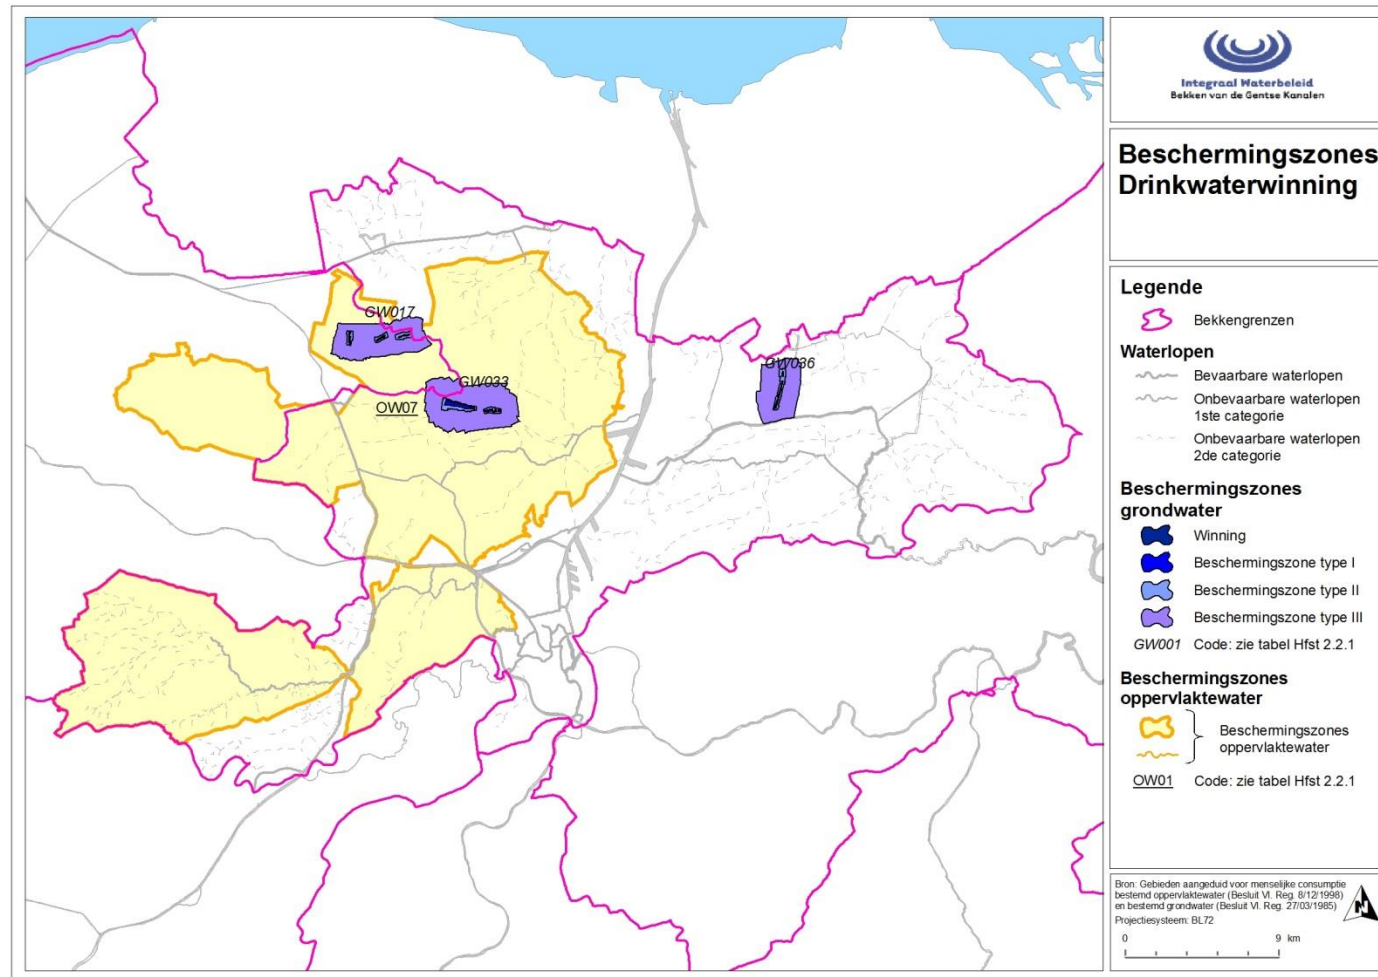 GW017
GW033
OW07
GW036
Integraal Waterbeleid
Bekken van de Gentse Kanalen
Beschermingszones
Drinkwaterwinning
Legende
Bekkengrenzen
Waterlopen
Bevaarbare waterlopen
Onbevaarbare waterlopen
1ste categorie
Onbevaarbare waterlopen
2de categorie
Beschermingszones
grondwater
Winning
Beschermingszone type I
Beschermingszone type II
Beschermingszone type III
GW001 Code: zie tabel Hfst 2.2.1
Beschermingszones
oppervlaktewater
Beschermingszones
oppervlaktewater
OW01 Code: zie tabel Hfst 2.2.1
Bron: Gebieden aangeduid voor menselijke consumptie
bestemd oppervlaktewater (Besluit Vl. Reg. 8/12/1998)
en bestemd grondwater (Besluit Vl. Reg. 27/03/1985)
Projectiesysteem: BL72
N
0 9 km